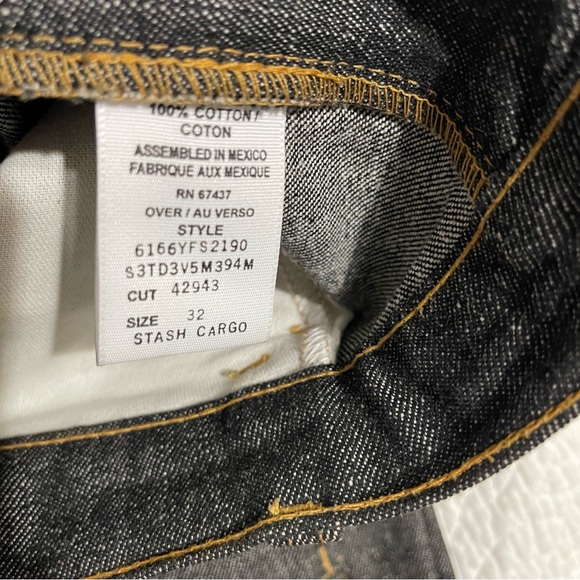 100% COTTON/
COTON
ASSEMBLED IN MEXICO
FABRIQUE AUX MEXIQUE
RN 67437
OVER / AU VERSO
STYLE
6166YFS2190
S3TD3V5M394M
CUT 42943
SIZE 32
STASH CARGO